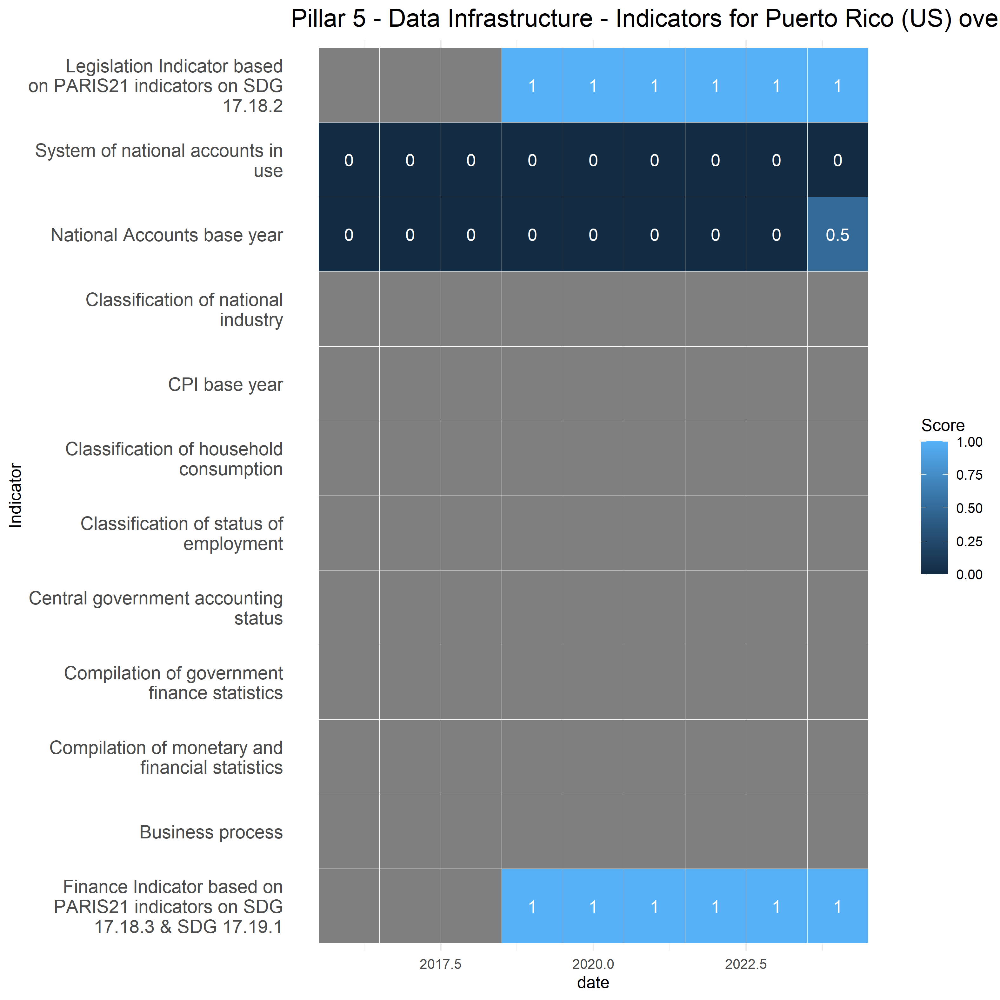 Pillar 5 - Data Infrastructure - Indicators for Puerto Rico (US) ove
Legislation Indicator based
on PARIS21 indicators on SDG
17.18.2
1 1 1 1 1 1
System of national accounts in
use
0 0 0 0 0 0 0 0 0
National Accounts base year
0 0 0 0 0 0 0 0 0.5
Classification of national
industry
CPI base year
Classification of household
consumption
Classification of status of
employment
Central government accounting
status
Compilation of government
finance statistics
Compilation of monetary and
financial statistics
Business process
Finance Indicator based on
PARIS21 indicators on SDG
17.18.3 & SDG 17.19.1
1 1 1 1 1 1
Indicator
2017.5 2020.0 2022.5
date
Score
1.00
0.75
0.50
0.25
0.00